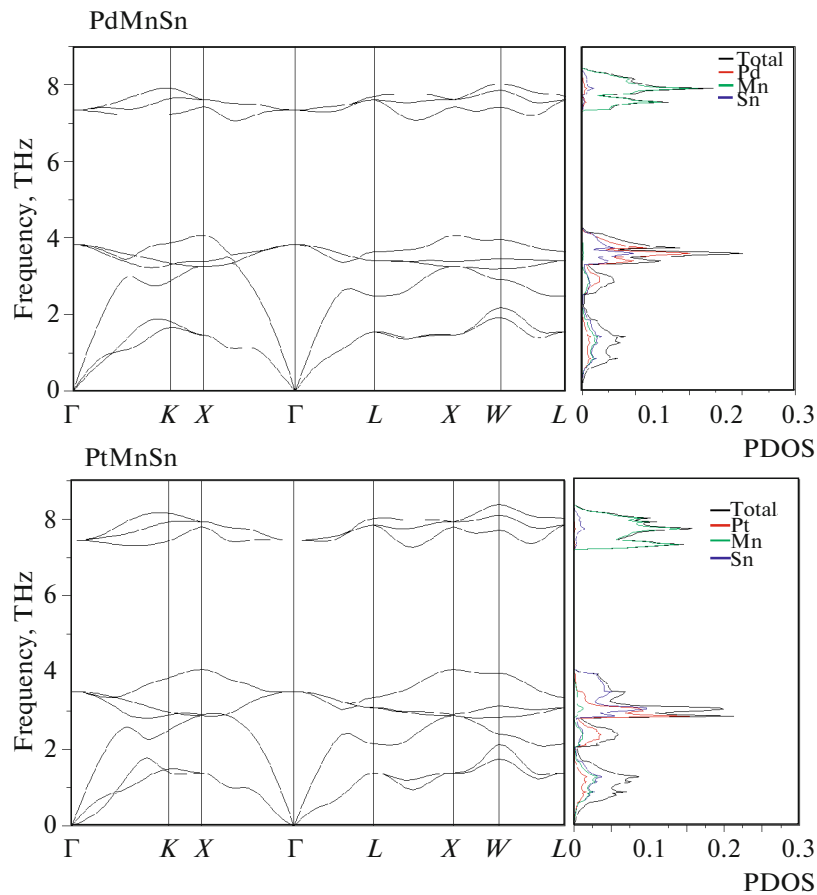 PdMnSn
Frequency, THz
8
6
4
2
0
Γ K X Γ L X W L
Total
Pd
Mn
Sn
0 0.1 0.2 0.3
PDOS
PtMnSn
Frequency, THz
8
6
4
2
0
Γ K X Γ L X W L
Total
Pt
Mn
Sn
0 0.1 0.2 0.3
PDOS